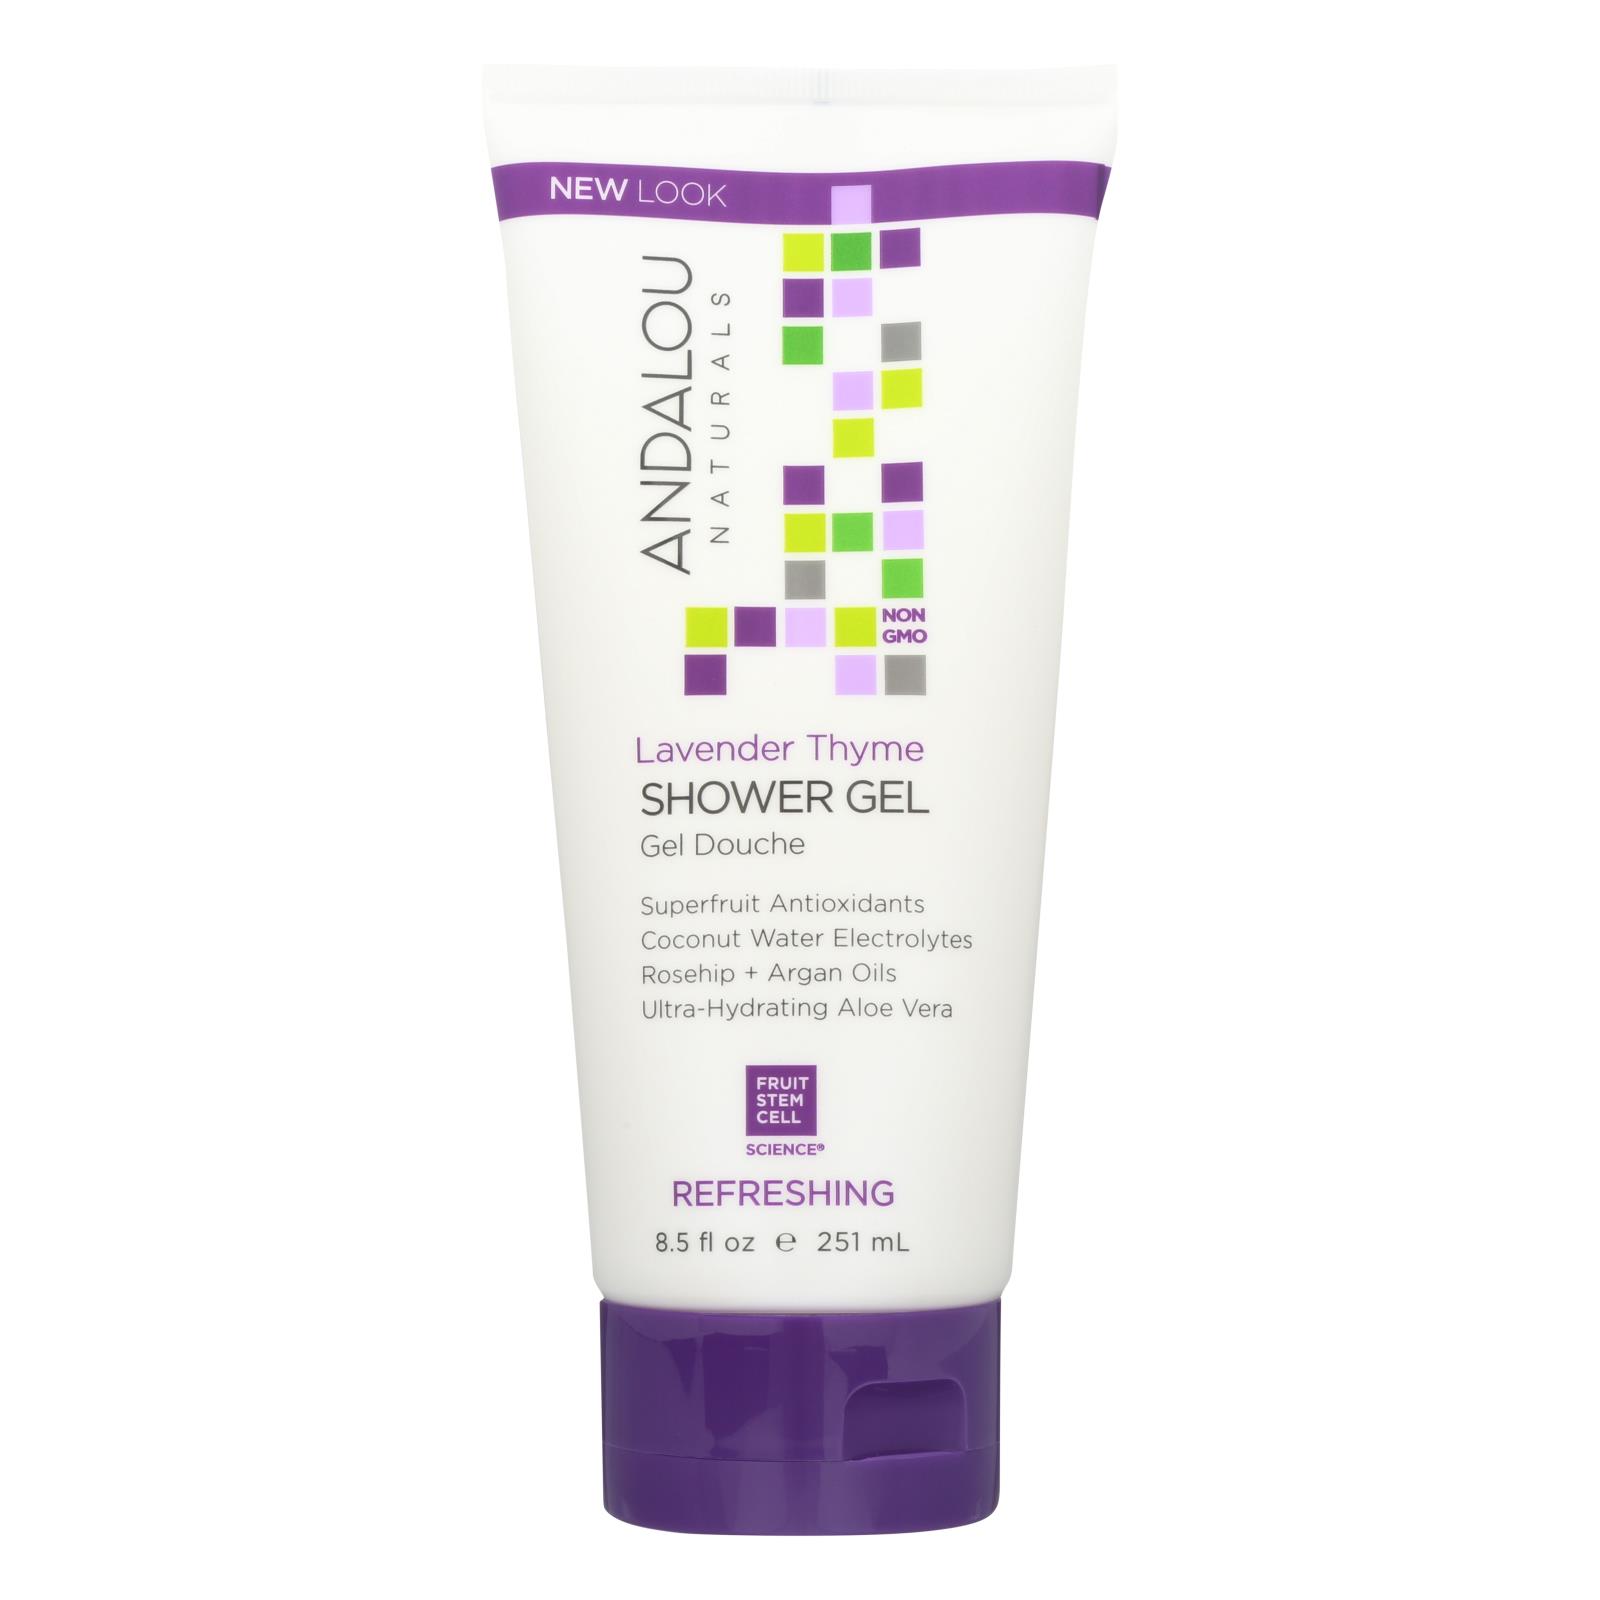 NEW LOOK
ANDALOU
NATURALS
NON
GMO
Lavender Thyme
SHOWER GEL
Gel Douche
Superfruit Antioxidants
Coconut Water Electrolytes
Rosehip + Argan Oils
Ultra-Hydrating Aloe Vera
FRUIT
STEM
CELL
SCIENCE®
REFRESHING
8.5 fl oz ℮ 251 mL